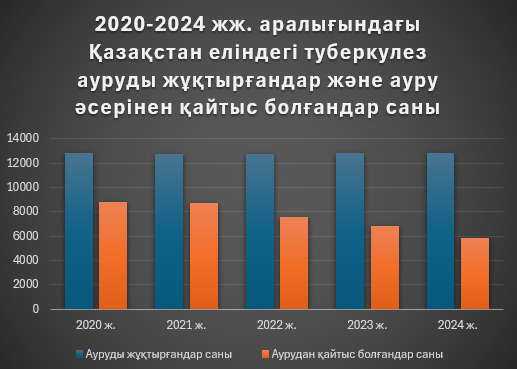 2020-2024 жж. аралығындағы
Қазақстан еліндегі туберкулез
ауруды жұқтырғандар және ауру
әсерінен қайтыс болғандар саны
14000
12000
10000
8000
6000
4000
2000
0
2020 ж. 2021 ж. 2022 ж. 2023 ж. 2024 ж.
Ауруды жұқтырғандар саны Аурудан қайтыс болғандар саны